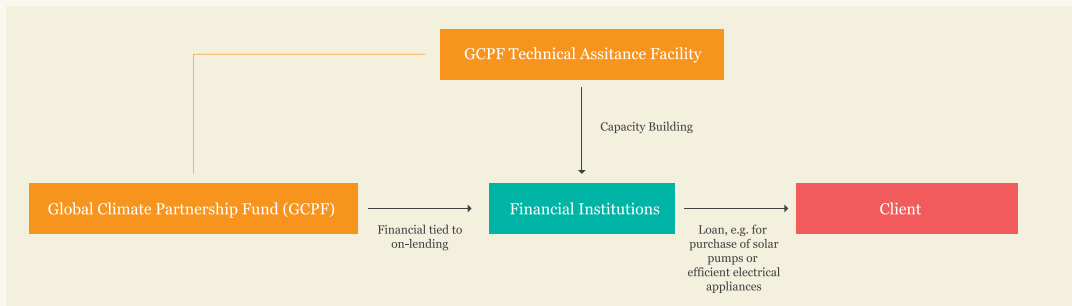 GCPF Technical Assitance Facility
Capacity Building
Global Climate Partnership Fund (GCPF)
Financial tied to
on-lending
Financial Institutions
Loan, e.g. for
purchase of solar
pumps or
efficient electrical
appliances
Client